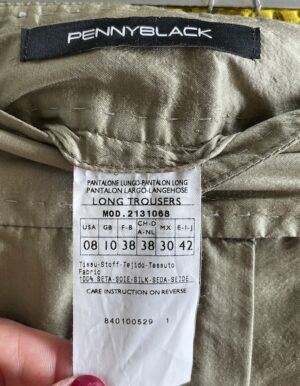 PENNYBLACK
PANTALONE LUNGO-PANTALON LONG
PANTALON LARGO-LANGEHOSE
LONG TROUSERS
MOD.2131068
USA GB F-B CH-D A-NL MX E-I-J
08 10 38 38 30 42
Tissu-Stoff-Tejido-Tessuto
Fabric
100% SETA-SOIE-SILK-SEDA-SEIDE
CARE INSTRUCTION ON REVERSE
840100529 1